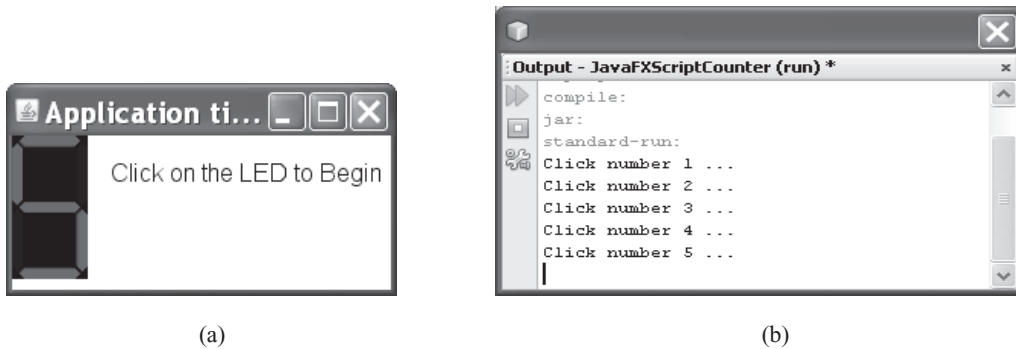 Application ti...
Click on the LED to Begin
(a)
Output - JavaFXScriptCounter (run) *
compile:
jar:
standard-run:
Click number 1 ...
Click number 2 ...
Click number 3 ...
Click number 4 ...
Click number 5 ...
(b)